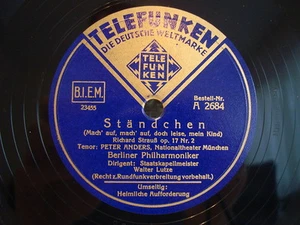 TELEFUNKEN
DIE DEUTSCHE WELTMARKE
TELE
FUN
KEN
B.I.E.M.
23455
Bestell-Nr.
A 2684
Ständchen
(Mach' auf, mach' auf, doch leise, mein Kind)
Richard Strauß op. 17 Nr. 2
Tenor: PETER ANDERS, Nationaltheater München
Berliner Philharmoniker
Dirigent: Staatskapellmeister
Walter Lutze
(Recht z. Rundfunkverbreitung vorbehalt.)
Umseitig:
Heimliche Aufforderung